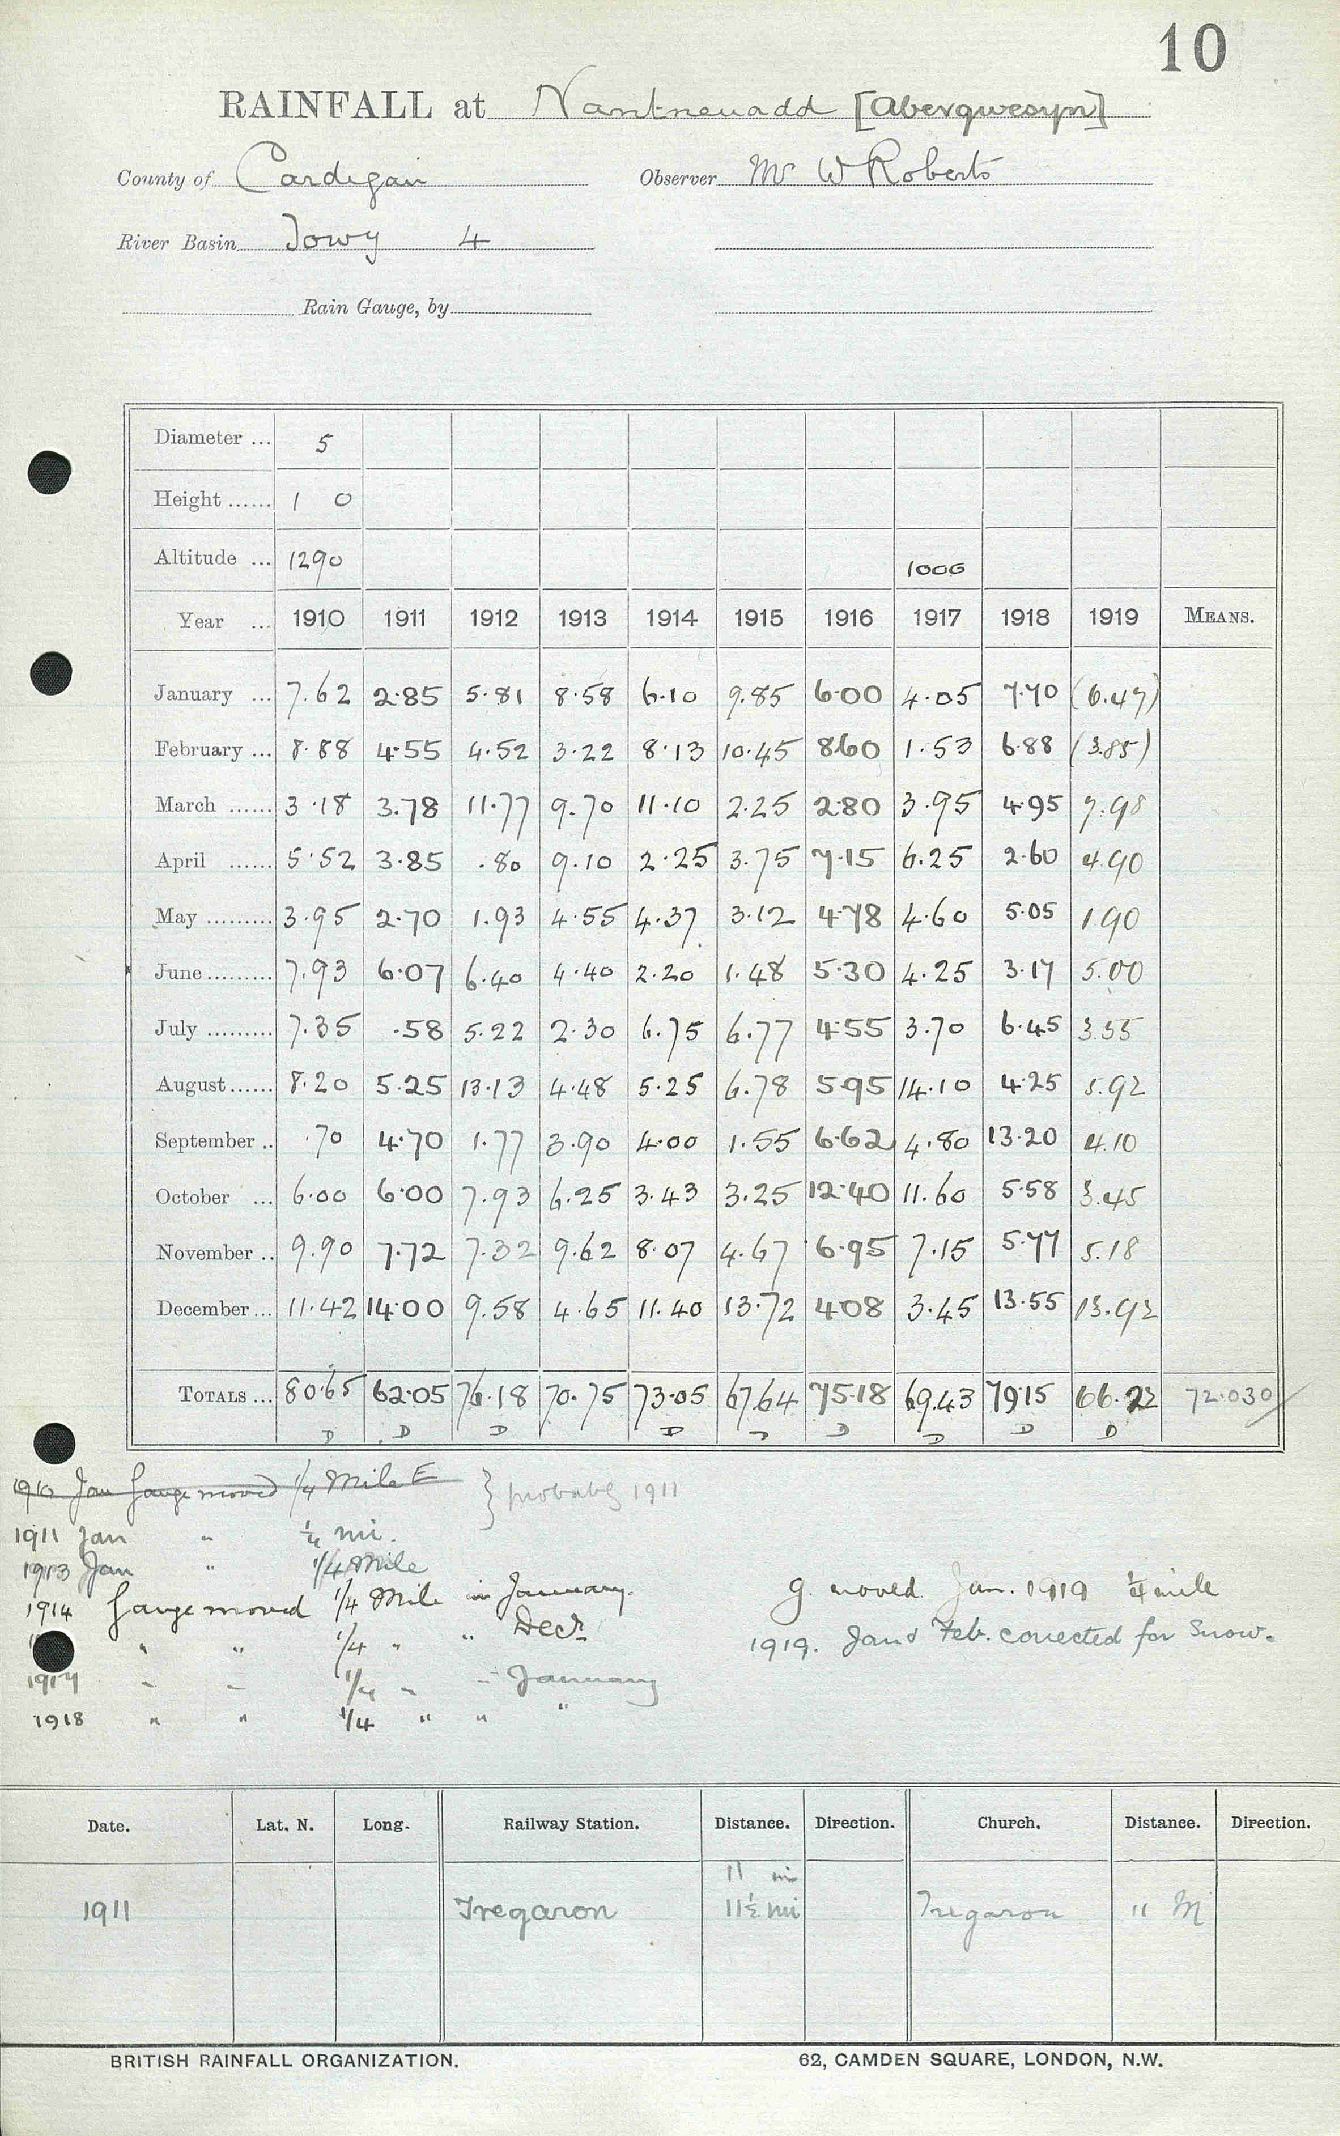 10
RAINFALL at Nantneuadd [Abergwesyn]
County of Cardigan Observer Mr W Roberts
River Basin Towy 4
Rain Gauge, by
Diameter ... 5
Height ...... 1 0
Altitude ... 1290 1006
Year ... 1910 1911 1912 1913 1914 1915 1916 1917 1918 1919 MEANS.
January ... 7.62 2.85 5.81 8.58 6.10 9.85 6.00 4.05 7.70 (6.47)
February ... 8.88 4.55 4.52 3.22 8.13 10.45 8.60 1.53 6.88 (3.85)
March ...... 3.18 3.78 11.77 9.70 11.10 2.25 2.80 3.95 4.95 7.98
April ...... 5.52 3.85 .80 9.10 2.25 3.75 7.15 6.25 2.60 4.90
May ......... 3.95 2.70 1.93 4.55 4.37 3.12 4.78 4.60 5.05 1.90
June ......... 7.93 6.07 6.40 4.40 2.20 1.48 5.30 4.25 3.17 5.00
July ......... 7.35 .58 5.22 2.30 6.75 6.77 4.55 3.70 6.45 3.55
August ...... 8.20 5.25 13.13 4.48 5.25 6.78 5.95 14.10 4.25 5.92
September .. .70 4.70 1.77 3.90 4.00 1.55 6.62 4.80 13.20 4.10
October ... 6.00 6.00 7.93 6.25 3.43 3.25 12.40 11.60 5.58 3.45
November .. 9.90 7.72 7.32 9.62 8.07 4.67 6.95 7.15 5.77 5.18
December ... 11.42 14.00 9.58 4.65 11.40 13.72 4.08 3.45 13.55 13.92
TOTALS ... 80.65 62.05 76.18 70.75 73.05 67.64 75.18 69.43 79.15 66.22 72.030
D D D D D D D D D
1910 Jan Gauge moved 1/4 Mile E } probably 1911
1911 Jan " 1/4 mi.
1913 Jan " 1/4 Mile
1914 Gauge moved 1/4 Mile in January.
" " 1/4 " " Decr
1917 " " 1/4 " " January
1918 " " 1/4 " " "
G. moved Jan. 1919 1/4 mile
1919. Jan & Feb. corrected for Snow.
Date. Lat. N. Long. Railway Station. Distance. Direction. Church. Distance. Direction.
11 mi
1911 Tregaron 11½ mi Tregaron 11 M
BRITISH RAINFALL ORGANIZATION. 62, CAMDEN SQUARE, LONDON, N.W.